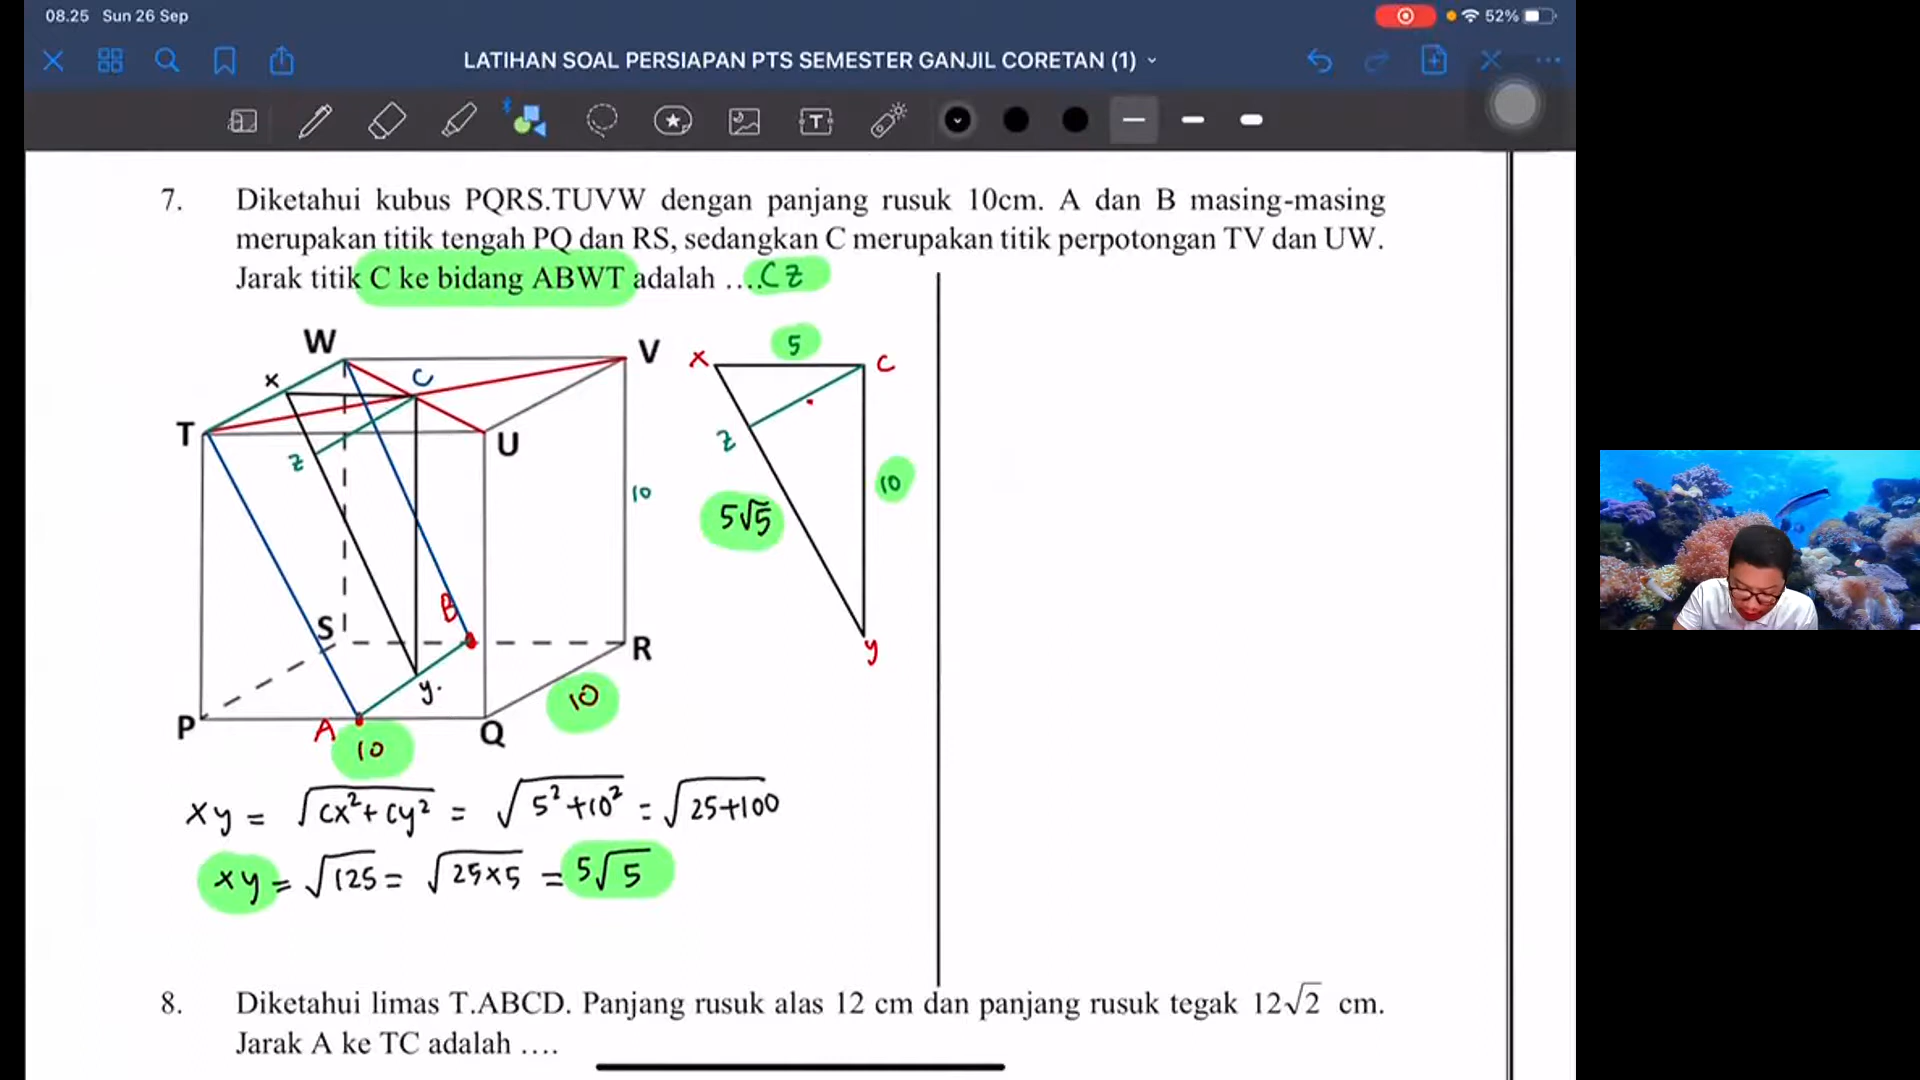 08.25 Sun 26 Sep
52%
LATIHAN SOAL PERSIAPAN PTS SEMESTER GANJIL CORETAN (1)
7. Diketahui kubus PQRS.TUVW dengan panjang rusuk 10cm. A dan B masing-masing
merupakan titik tengah PQ dan RS, sedangkan C merupakan titik perpotongan TV dan UW.
Jarak titik C ke bidang ABWT adalah .... CZ
W
V
x
C
T
U
z
10
B
S
R
y.
10
P
A
10
Q
X
5
C
z
10
5√5
y
xy = √(cx²+cy²) = √(5²+10²) = √(25+100)
xy = √125 = √(25×5) = 5√5
8. Diketahui limas T.ABCD. Panjang rusuk alas 12 cm dan panjang rusuk tegak 12√2 cm.
Jarak A ke TC adalah ....